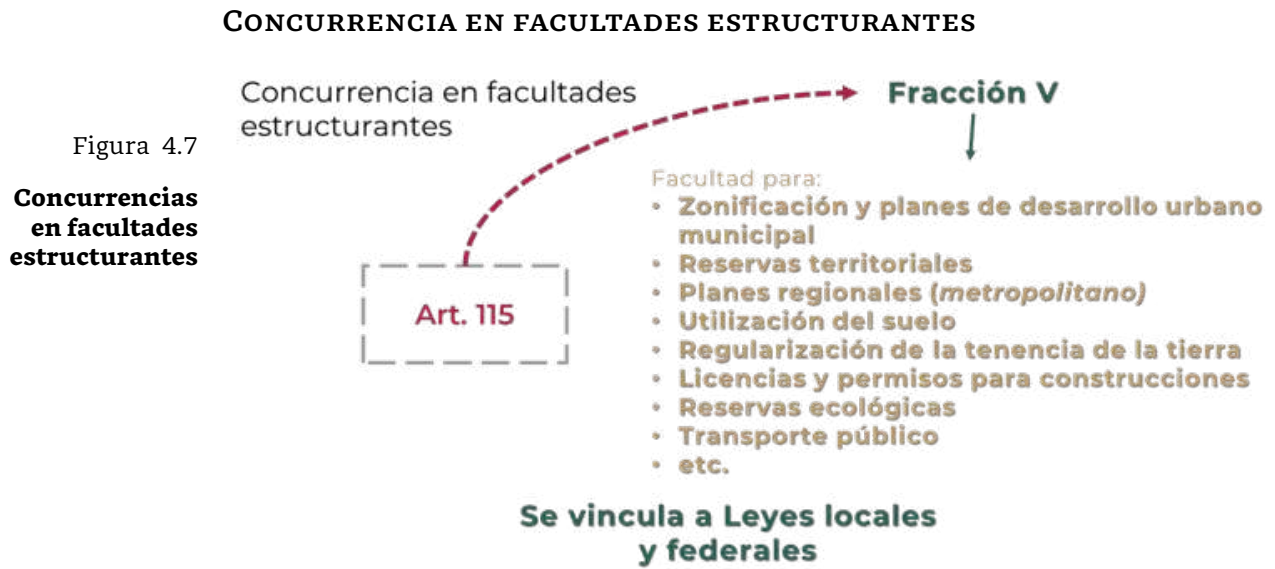 CONCURRENCIA EN FACULTADES ESTRUCTURANTES
Figura 4.7
Concurrencias
en facultades
estructurantes
Concurrencia en facultades
estructurantes
Art. 115
Fracción V
Facultad para:
• Zonificación y planes de desarrollo urbano
municipal
• Reservas territoriales
• Planes regionales (metropolitano)
• Utilización del suelo
• Regularización de la tenencia de la tierra
• Licencias y permisos para construcciones
• Reservas ecológicas
• Transporte público
• etc.
Se vincula a Leyes locales
y federales